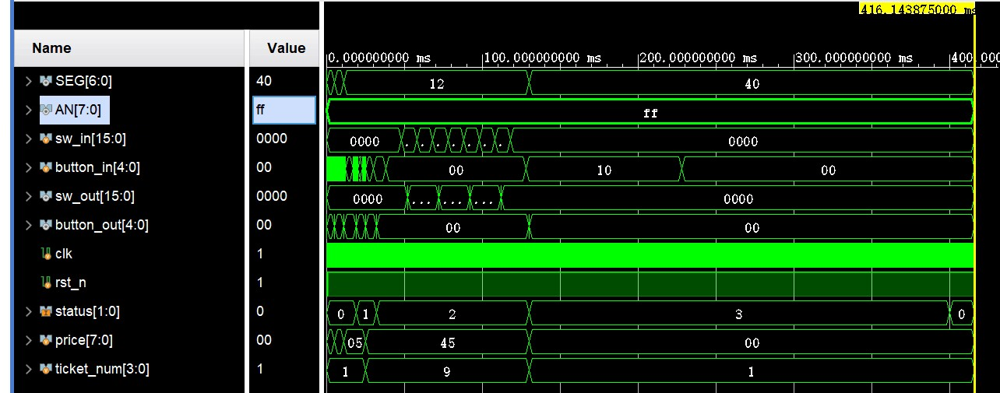 416.143875000 ms
Name Value
0.000000000 ms 100.000000000 ms 200.000000000 ms 300.000000000 ms 400.000
SEG[6:0] 40 12 40
AN[7:0] ff ff
sw_in[15:0] 0000 0000 . . . . . . . 0000
button_in[4:0] 00 00 10 00
sw_out[15:0] 0000 0000 ... ... ... 0000
button_out[4:0] 00 00 00
clk 1
rst_n 1
status[1:0] 0 0 1 2 3 0
price[7:0] 00 05 45 00
ticket_num[3:0] 1 1 9 1